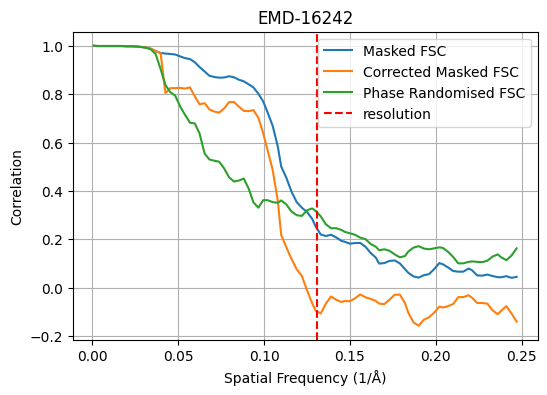 EMD-16242
Masked FSC
Corrected Masked FSC
Phase Randomised FSC
resolution
Correlation
1.0
0.8
0.6
0.4
0.2
0.0
−0.2
0.00 0.05 0.10 0.15 0.20 0.25
Spatial Frequency (1/Å)